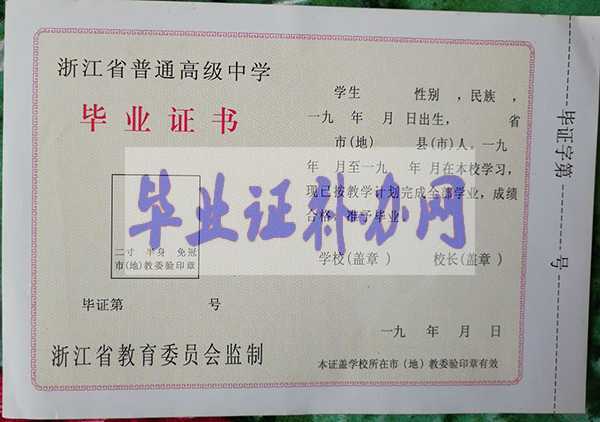 浙江省普通高级中学
毕业证书
二寸 半身 免冠
市(地)教委验印章
毕证第 号
浙江省教育委员会监制
学生 性别 ，民族 ，
一九 年 月 日出生， 省
市(地) 县(市)人。一九
年 月至一九 年 月在本校学习，
现已按教学计划完成全部学业，成绩
合格，准予毕业。
学校(盖章 ) 校长(盖章 )
一九 年 月 日
本证盖学校所在市（地）教委验印章有效
毕证字第 号
毕业证补办网